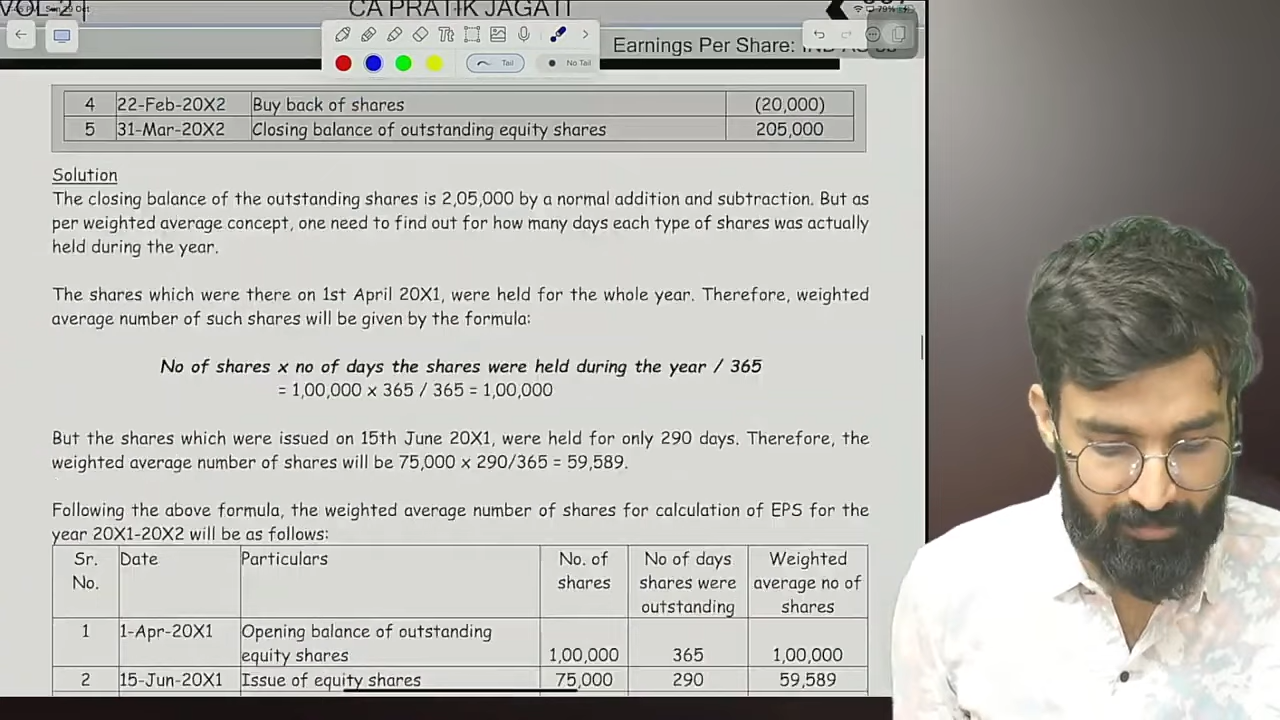 VOL-2
CA PRATIK JAGATI
79%
Earnings Per Share: IND AS
Tail
No Tail
4 22-Feb-20X2 Buy back of shares (20,000)
5 31-Mar-20X2 Closing balance of outstanding equity shares 205,000
Solution
The closing balance of the outstanding shares is 2,05,000 by a normal addition and subtraction. But as
per weighted average concept, one need to find out for how many days each type of shares was actually
held during the year.
The shares which were there on 1st April 20X1, were held for the whole year. Therefore, weighted
average number of such shares will be given by the formula:
No of shares x no of days the shares were held during the year / 365
= 1,00,000 x 365 / 365 = 1,00,000
But the shares which were issued on 15th June 20X1, were held for only 290 days. Therefore, the
weighted average number of shares will be 75,000 x 290/365 = 59,589.
Following the above formula, the weighted average number of shares for calculation of EPS for the
year 20X1-20X2 will be as follows:
Sr. No. Date Particulars No. of shares No of days shares were outstanding Weighted average no of shares
1 1-Apr-20X1 Opening balance of outstanding equity shares 1,00,000 365 1,00,000
2 15-Jun-20X1 Issue of equity shares 75,000 290 59,589